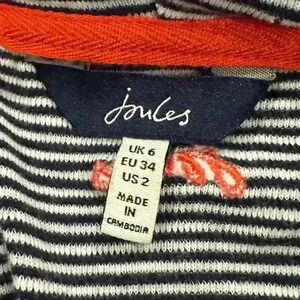 Joules
UK 6
EU 34
US 2
MADE
IN
CAMBODIA